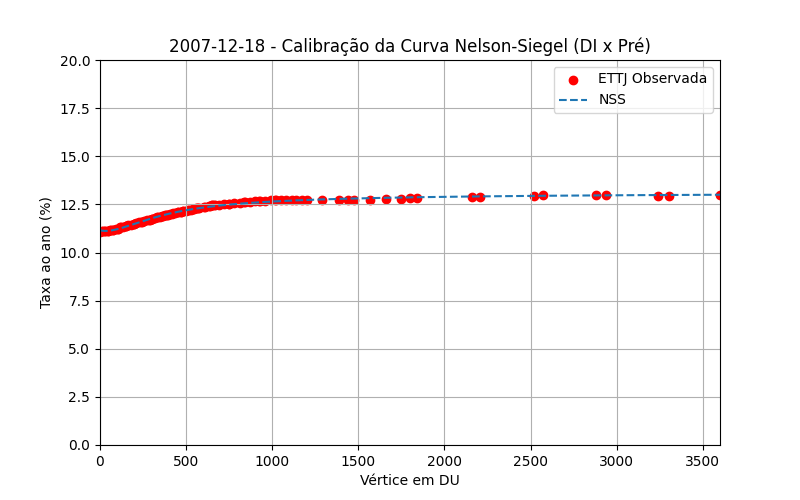 2007-12-18 - Calibração da Curva Nelson-Siegel (DI x Pré)
ETTJ Observada
NSS
Taxa ao ano (%)
20.0
17.5
15.0
12.5
10.0
7.5
5.0
2.5
0.0
0 500 1000 1500 2000 2500 3000 3500
Vértice em DU